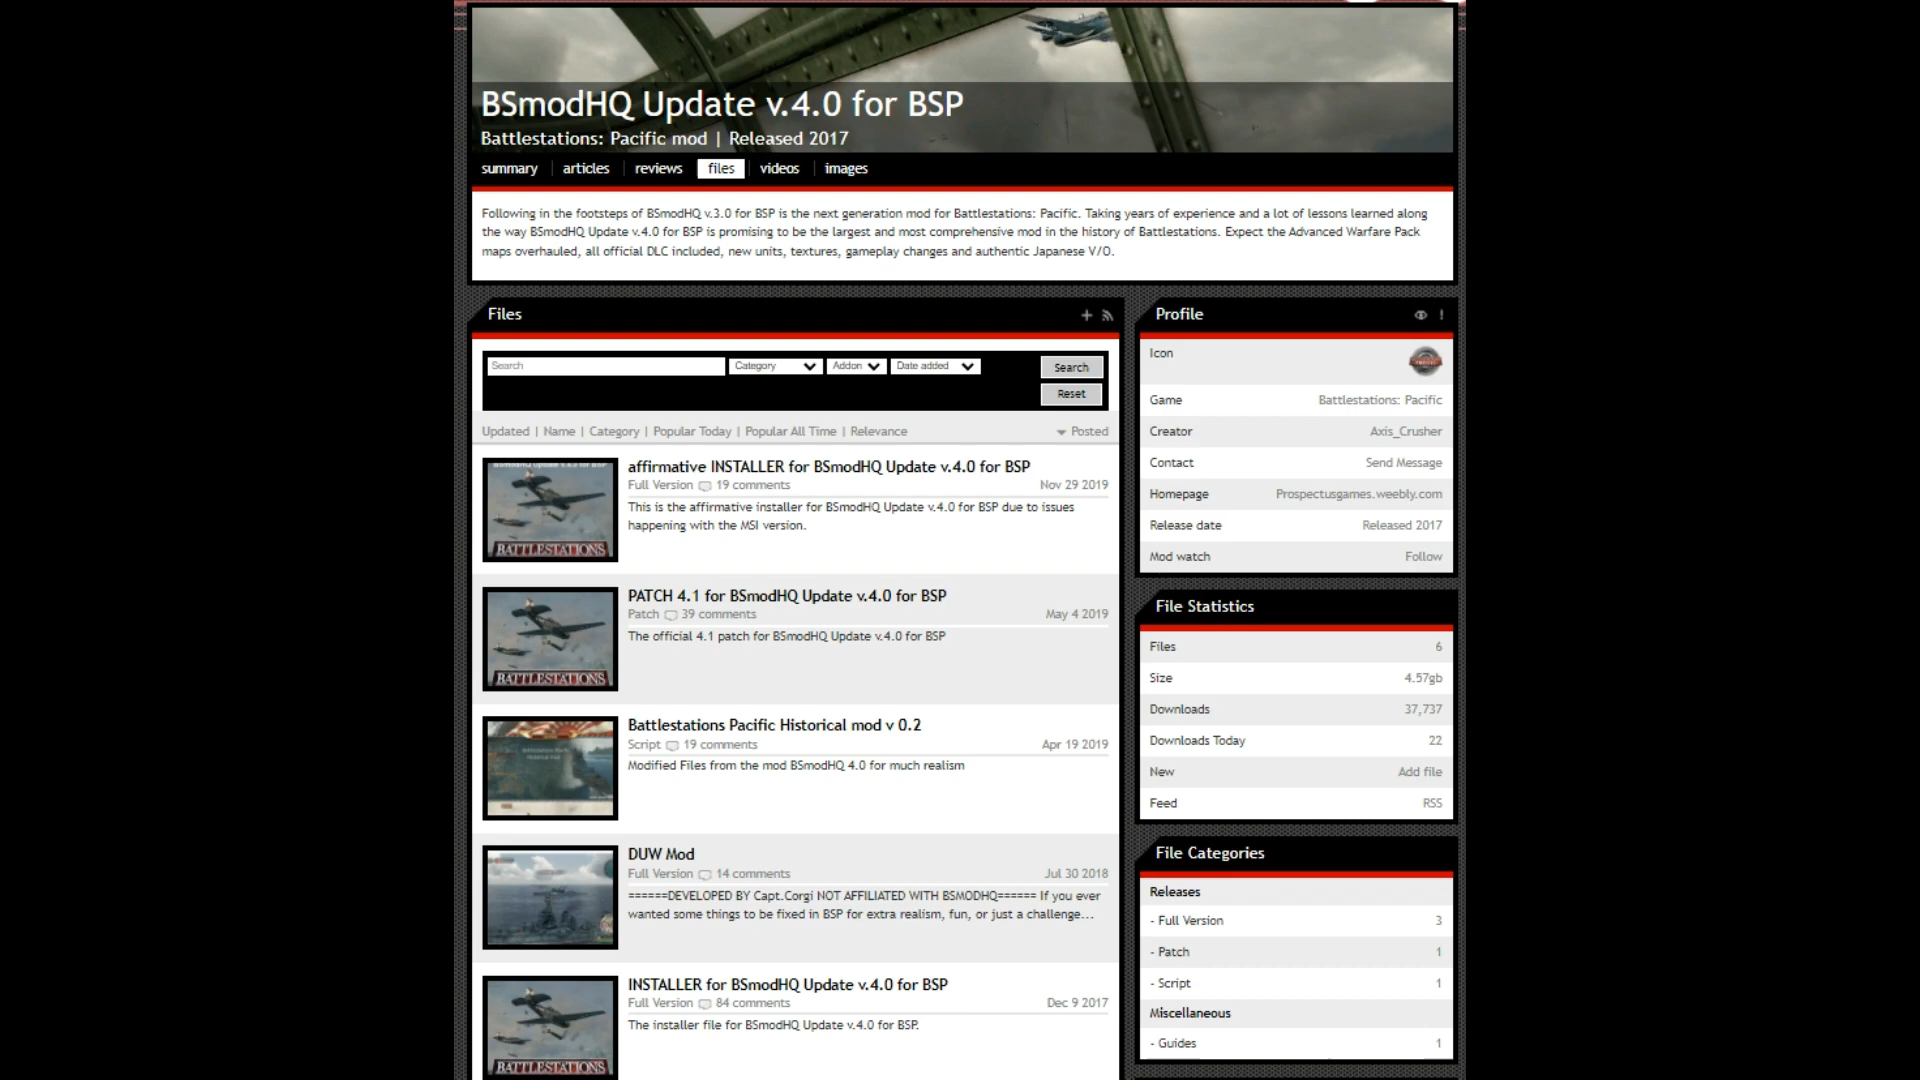 BSmodHQ Update v.4.0 for BSP
Battlestations: Pacific mod | Released 2017
summary articles reviews files videos images
Following in the footsteps of BSmodHQ v.3.0 for BSP is the next generation mod for Battlestations: Pacific. Taking years of experience and a lot of lessons learned along
the way BSmodHQ Update v.4.0 for BSP is promising to be the largest and most comprehensive mod in the history of Battlestations. Expect the Advanced Warfare Pack
maps overhauled, all official DLC included, new units, textures, gameplay changes and authentic Japanese V/O.
Files
Search Category Addon Date added Search
Reset
Updated | Name | Category | Popular Today | Popular All Time | Relevance Posted
affirmative INSTALLER for BSmodHQ Update v.4.0 for BSP
Full Version 19 comments Nov 29 2019
This is the affirmative installer for BSmodHQ Update v.4.0 for BSP due to issues
happening with the MSI version.
BATTLESTATIONS
PATCH 4.1 for BSmodHQ Update v.4.0 for BSP
Patch 39 comments May 4 2019
The official 4.1 patch for BSmodHQ Update v.4.0 for BSP
BATTLESTATIONS
Battlestations Pacific Historical mod v 0.2
Script 19 comments Apr 19 2019
Modified Files from the mod BSmodHQ 4.0 for much realism
DUW Mod
Full Version 14 comments Jul 30 2018
======DEVELOPED BY Capt.Corgi NOT AFFILIATED WITH BSMODHQ====== If you ever
wanted some things to be fixed in BSP for extra realism, fun, or just a challenge...
INSTALLER for BSmodHQ Update v.4.0 for BSP
Full Version 84 comments Dec 9 2017
The installer file for BSmodHQ Update v.4.0 for BSP.
BATTLESTATIONS
Profile
Icon
Game Battlestations: Pacific
Creator Axis_Crusher
Contact Send Message
Homepage Prospectusgames.weebly.com
Release date Released 2017
Mod watch Follow
File Statistics
Files 6
Size 4.57gb
Downloads 37,737
Downloads Today 22
New Add file
Feed RSS
File Categories
Releases
- Full Version 3
- Patch 1
- Script 1
Miscellaneous
- Guides 1